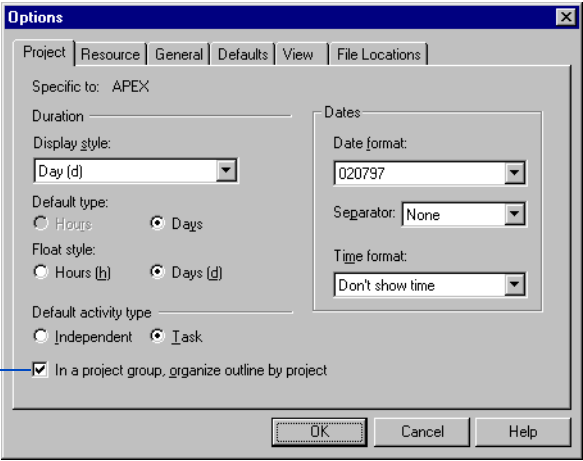 Options
Project Resource General Defaults View File Locations
Specific to: APEX
Duration
Display style:
Day (d)
Default type:
Hours Days
Float style:
Hours (h) Days (d)
Default activity type
Independent Task
In a project group, organize outline by project
Dates
Date format:
020797
Separator: None
Time format:
Don't show time
OK Cancel Help